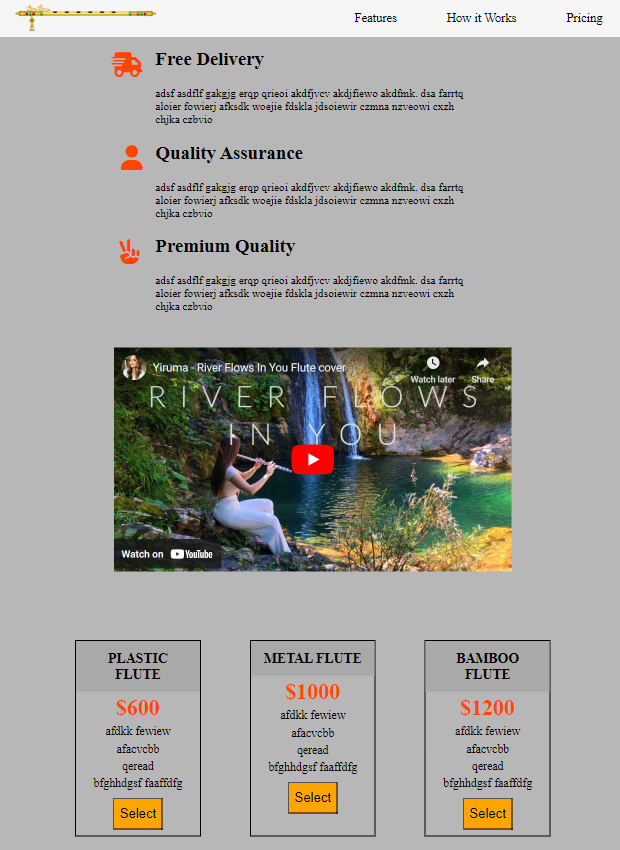 Features How it Works Pricing
Free Delivery
adsf asdflf gakgjg erqp qrieoi akdfjvcv akdjfiewo akdfmk. dsa farrtq
aloier fowierj afksdk woejie fdskla jdsoiewir czmna nzveowi cxzh
chjka czbvio
Quality Assurance
adsf asdflf gakgjg erqp qrieoi akdfjvcv akdjfiewo akdfmk. dsa farrtq
aloier fowierj afksdk woejie fdskla jdsoiewir czmna nzveowi cxzh
chjka czbvio
Premium Quality
adsf asdflf gakgjg erqp qrieoi akdfjvcv akdjfiewo akdfmk. dsa farrtq
aloier fowierj afksdk woejie fdskla jdsoiewir czmna nzveowi cxzh
chjka czbvio
Yiruma - River Flows In You Flute cover
Watch later Share
RIVER FLOWS
IN YOU
Watch on YouTube
PLASTIC
FLUTE
$600
afdkk fewiew
afacvcbb
qeread
bfghhdgsf faaffdfg
Select
METAL FLUTE
$1000
afdkk fewiew
afacvcbb
qeread
bfghhdgsf faaffdfg
Select
BAMBOO
FLUTE
$1200
afdkk fewiew
afacvcbb
qeread
bfghhdgsf faaffdfg
Select